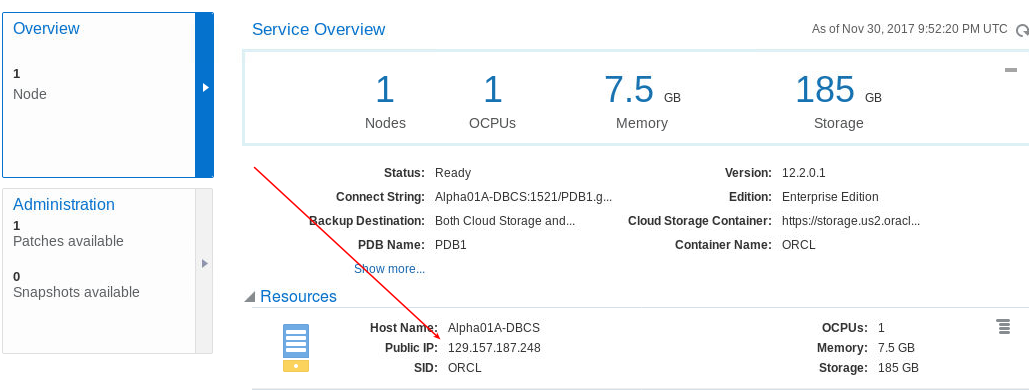 Overview
1
Node
Administration
1
Patches available
0
Snapshots available
Service Overview
As of Nov 30, 2017 9:52:20 PM UTC
1 1 7.5 GB 185 GB
Nodes OCPUs Memory Storage
Status: Ready Version: 12.2.0.1
Connect String: Alpha01A-DBCS:1521/PDB1.g... Edition: Enterprise Edition
Backup Destination: Both Cloud Storage and... Cloud Storage Container: https://storage.us2.oracl...
PDB Name: PDB1 Container Name: ORCL
Show more...
Resources
Host Name: Alpha01A-DBCS OCPUs: 1
Public IP: 129.157.187.248 Memory: 7.5 GB
SID: ORCL Storage: 185 GB